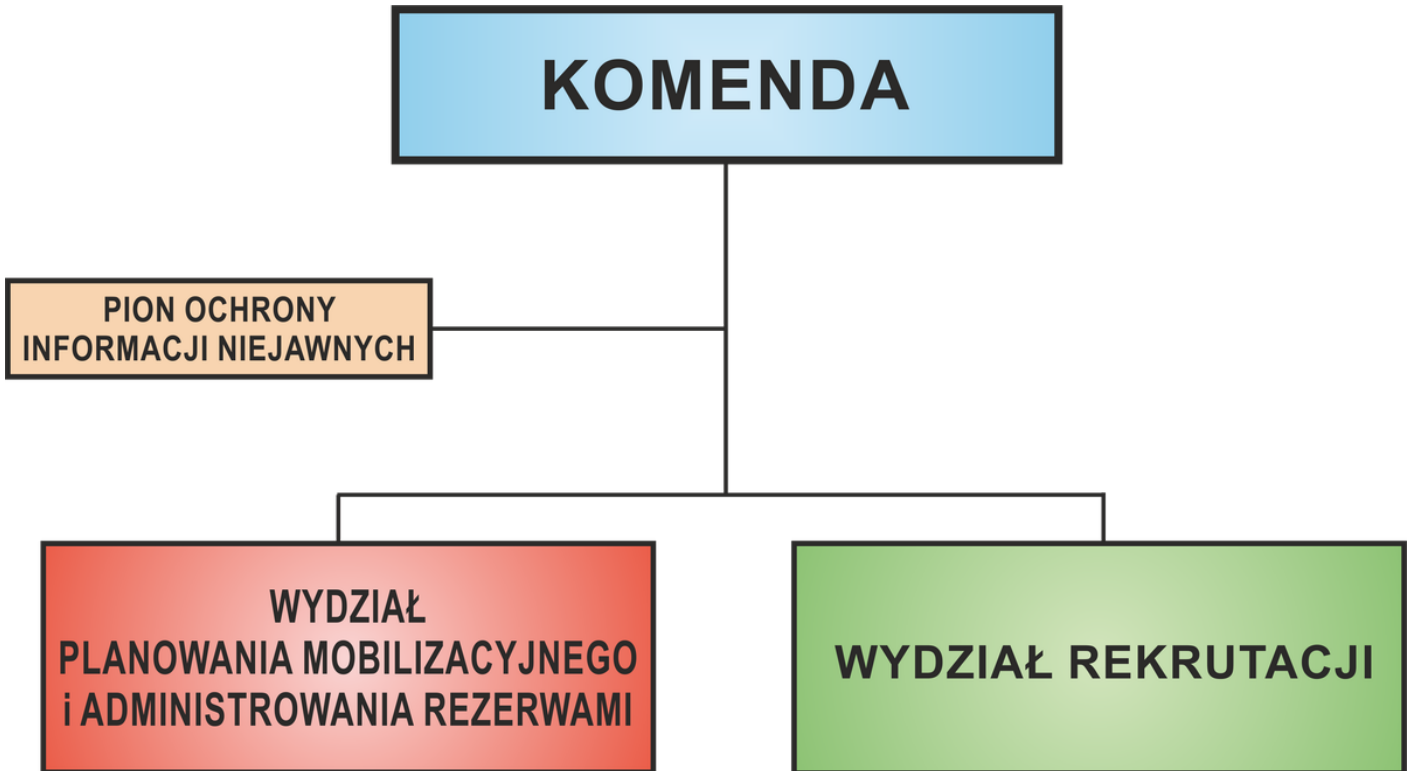 KOMENDA
PION OCHRONY
INFORMACJI NIEJAWNYCH
WYDZIAŁ
PLANOWANIA MOBILIZACYJNEGO
i ADMINISTROWANIA REZERWAMI
WYDZIAŁ REKRUTACJI